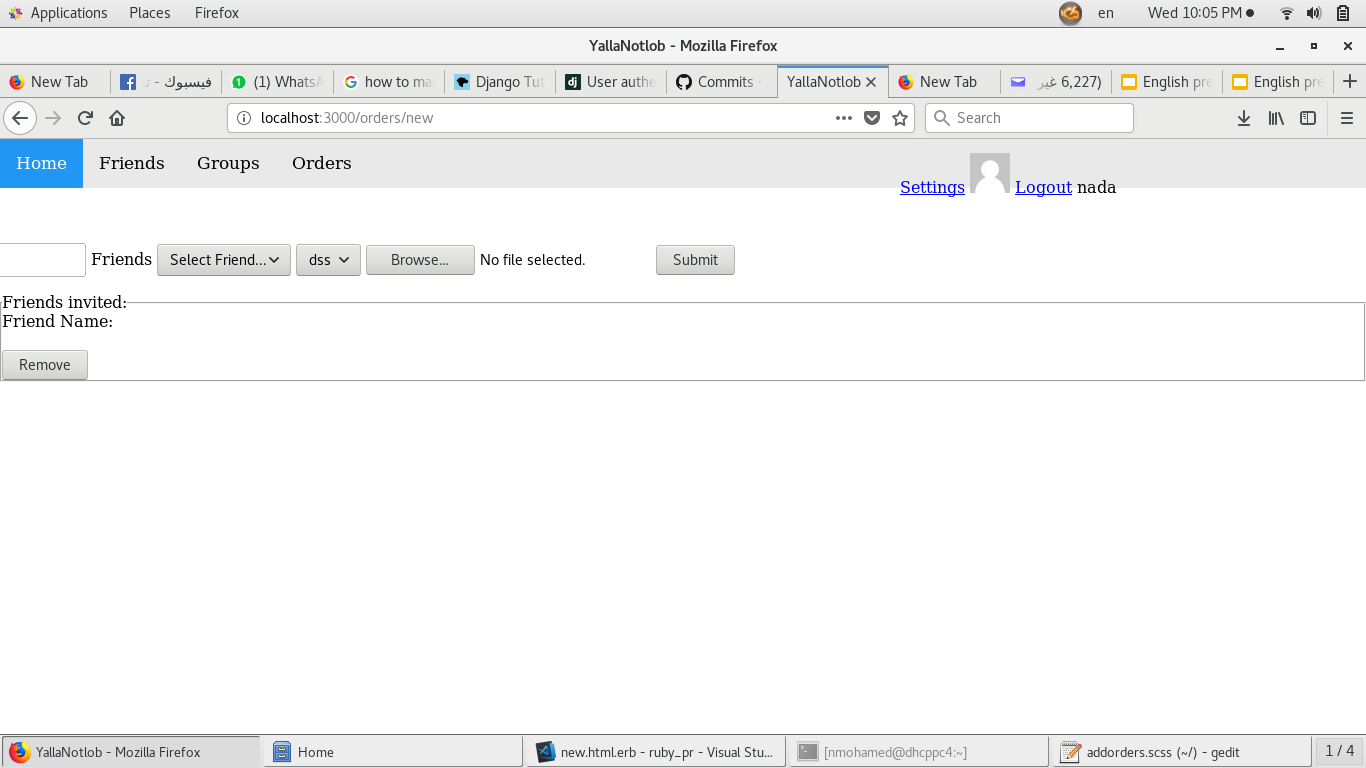 Applications Places Firefox en Wed 10:05 PM
YallaNotlob - Mozilla Firefox
New Tab فيسبوك - ت (1) WhatsA how to ma Django Tut User authe Commits · YallaNotlob New Tab 6,227) غير English pre English pre
localhost:3000/orders/new Search
Home Friends Groups Orders
Settings Logout nada
Friends Select Friend... dss Browse... No file selected. Submit
Friends invited:
Friend Name:
Remove
YallaNotlob - Mozilla Firefox Home new.html.erb - ruby_pr - Visual Stu... [nmohamed@dhcppc4:~] addorders.scss (~/) - gedit 1 / 4